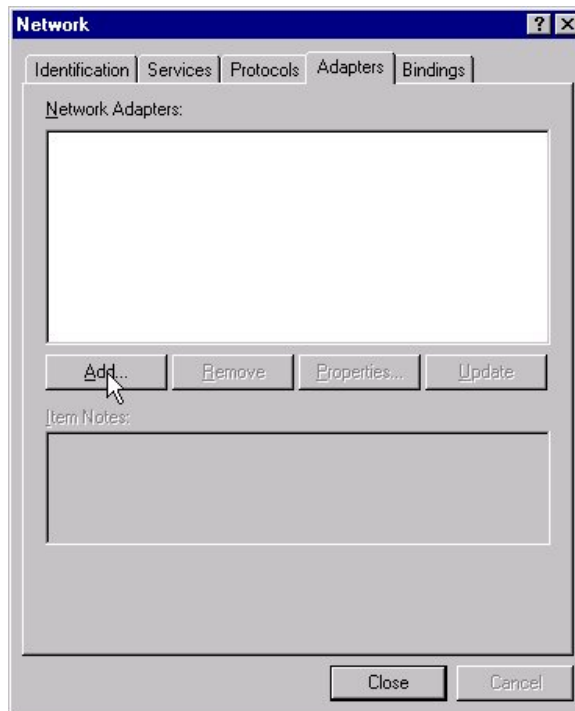 Network
Identification Services Protocols Adapters Bindings
Network Adapters:
Add... Remove Properties... Update
Item Notes:
Close Cancel